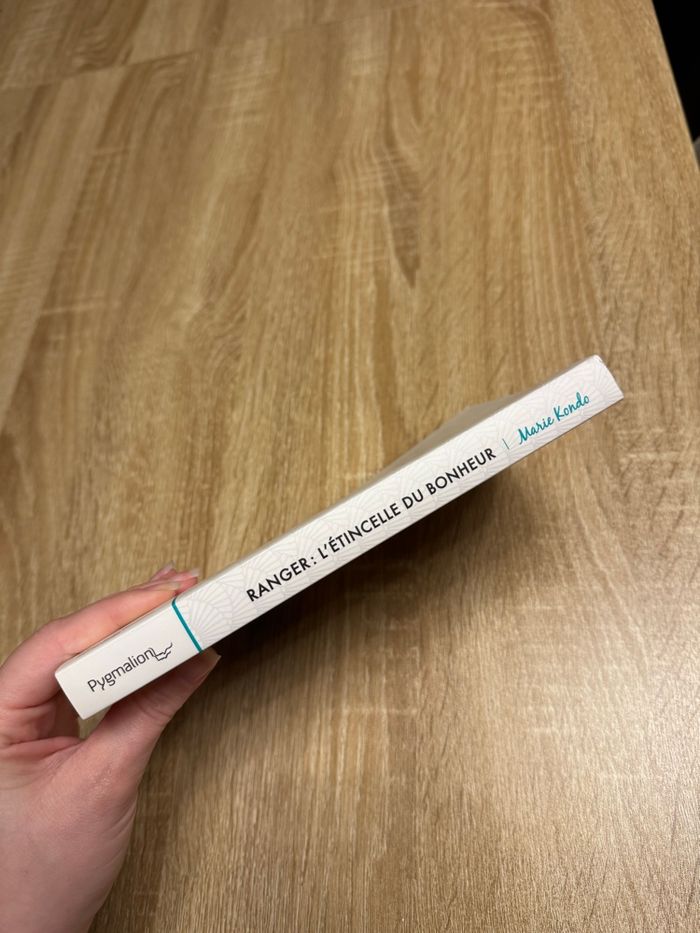 Pygmalion
RANGER : L'ÉTINCELLE DU BONHEUR | Marie Kondo